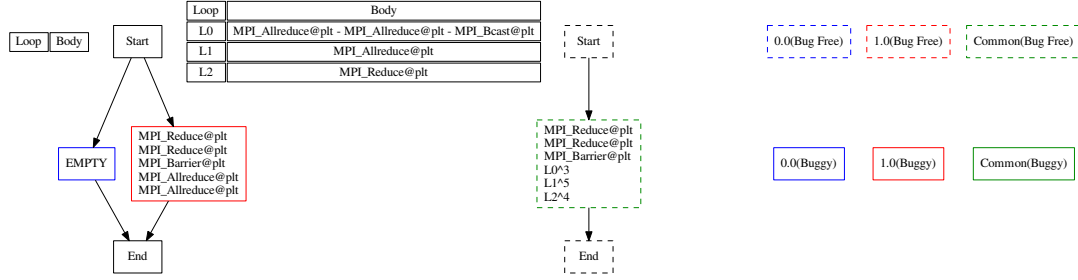 Loop Body
Start
Loop Body
L0 MPI_Allreduce@plt - MPI_Allreduce@plt - MPI_Bcast@plt
L1 MPI_Allreduce@plt
L2 MPI_Reduce@plt
Start
0.0(Bug Free)
1.0(Bug Free)
Common(Bug Free)
EMPTY
MPI_Reduce@plt
MPI_Reduce@plt
MPI_Barrier@plt
MPI_Allreduce@plt
MPI_Allreduce@plt
MPI_Reduce@plt
MPI_Reduce@plt
MPI_Barrier@plt
L0^3
L1^5
L2^4
0.0(Buggy)
1.0(Buggy)
Common(Buggy)
End
End